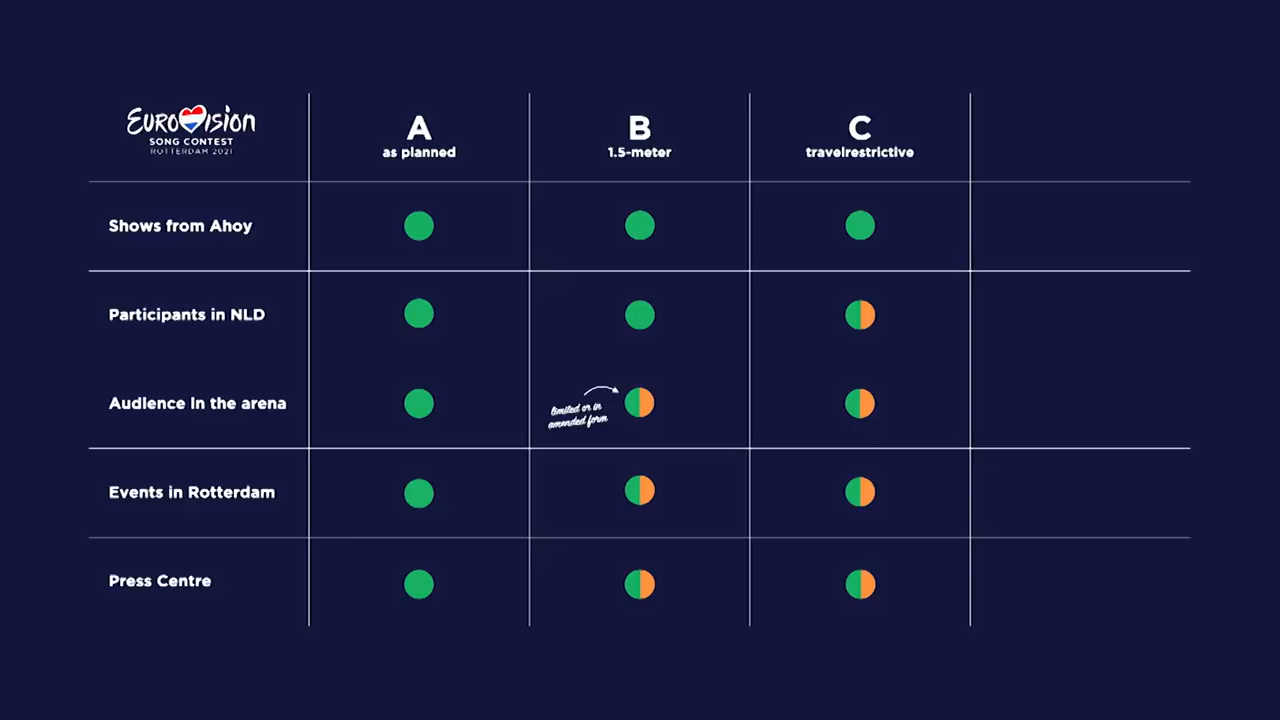 EUROVISION
SONG CONTEST
ROTTERDAM 2021
A
as planned
B
1.5-meter
C
travelrestrictive
Shows from Ahoy
Participants in NLD
Audience in the arena
limited or in
amended form
Events in Rotterdam
Press Centre